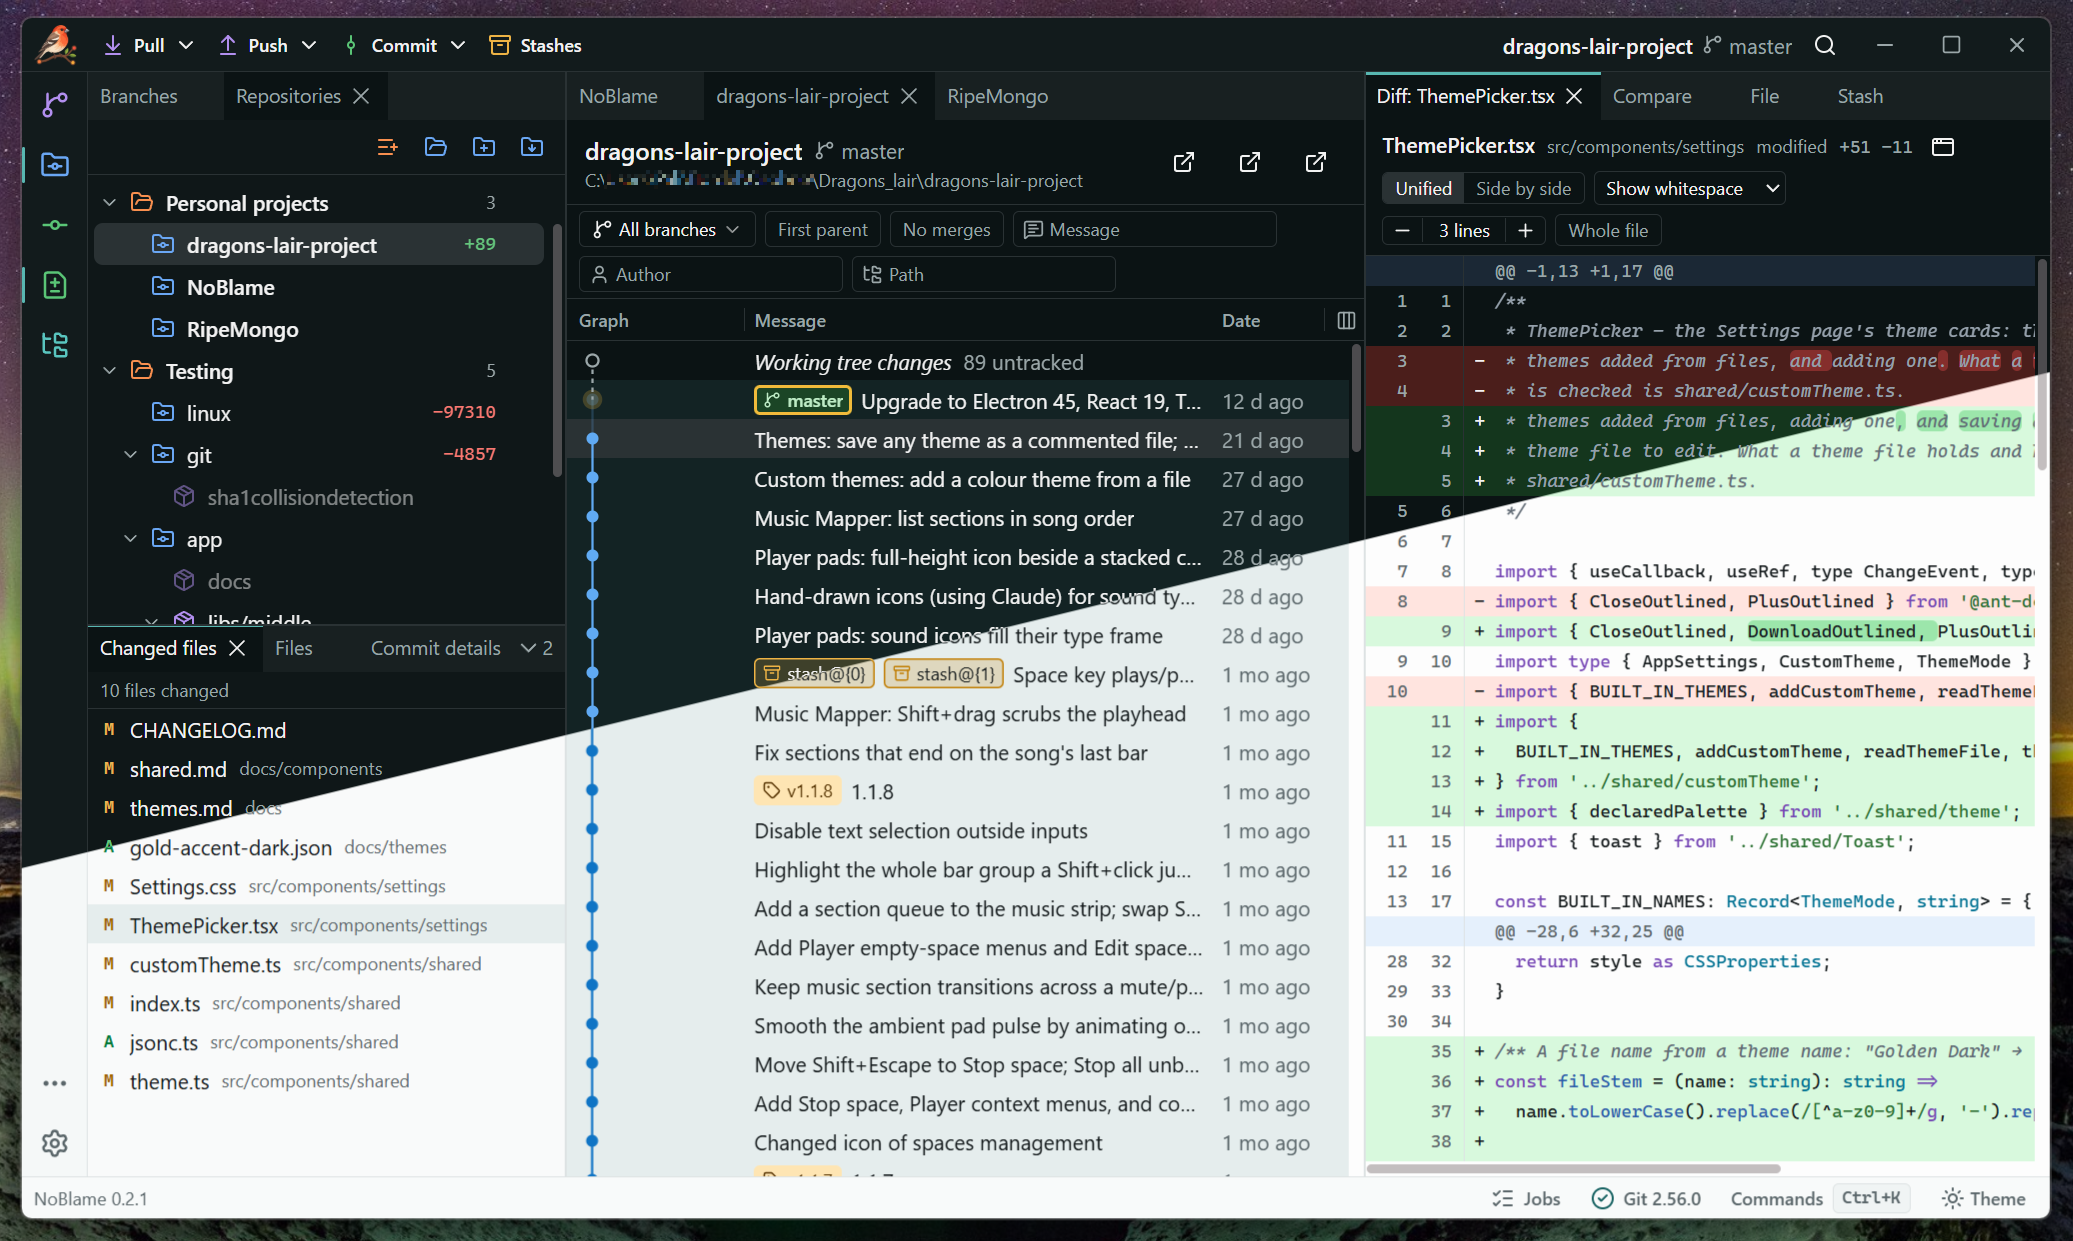 Pull Push Commit Stashes
dragons-lair-project master
Branches Repositories
NoBlame dragons-lair-project RipeMongo
Diff: ThemePicker.tsx Compare File Stash
Personal projects 3
dragons-lair-project +89
NoBlame
RipeMongo
Testing 5
linux −97310
git −4857
sha1collisiondetection
app
docs
libs/middle
Changed files Files Commit details 2
10 files changed
M CHANGELOG.md
M shared.md docs/components
M themes.md docs
A gold-accent-dark.json docs/themes
M Settings.css src/components/settings
M ThemePicker.tsx src/components/settings
M customTheme.ts src/components/shared
M index.ts src/components/shared
A jsonc.ts src/components/shared
M theme.ts src/components/shared
dragons-lair-project master
C:\ \Dragons_lair\dragons-lair-project
All branches First parent No merges Message
Author Path
Graph Message Date
Working tree changes 89 untracked
master Upgrade to Electron 45, React 19, T... 12 d ago
Themes: save any theme as a commented file; ... 21 d ago
Custom themes: add a colour theme from a file 27 d ago
Music Mapper: list sections in song order 27 d ago
Player pads: full-height icon beside a stacked c... 28 d ago
Hand-drawn icons (using Claude) for sound ty... 28 d ago
Player pads: sound icons fill their type frame 28 d ago
stash@{0} stash@{1} Space key plays/p... 1 mo ago
Music Mapper: Shift+drag scrubs the playhead 1 mo ago
Fix sections that end on the song's last bar 1 mo ago
v1.1.8 1.1.8 1 mo ago
Disable text selection outside inputs 1 mo ago
Highlight the whole bar group a Shift+click ju... 1 mo ago
Add a section queue to the music strip; swap S... 1 mo ago
Add Player empty-space menus and Edit space... 1 mo ago
Keep music section transitions across a mute/p... 1 mo ago
Smooth the ambient pad pulse by animating o... 1 mo ago
Move Shift+Escape to Stop space; Stop all unb... 1 mo ago
Add Stop space, Player context menus, and co... 1 mo ago
Changed icon of spaces management 1 mo ago
ThemePicker.tsx src/components/settings modified +51 −11
Unified Side by side Show whitespace
− 3 lines + Whole file
@@ -1,13 +1,17 @@
1 1 /**
2 2 * ThemePicker — the Settings page's theme cards:
3 − * themes added from files, and adding one. What a
4 − * is checked is shared/customTheme.ts.
3 + * themes added from files, adding one, and saving
4 + * theme file to edit. What a theme file holds and
5 + * shared/customTheme.ts.
5 6 */
6 7
7 8 import { useCallback, useRef, type ChangeEvent, type
8 − import { CloseOutlined, PlusOutlined } from '@ant-d
9 + import { CloseOutlined, DownloadOutlined, PlusOutli
9 10 import type { AppSettings, CustomTheme, ThemeMode }
10 − import { BUILT_IN_THEMES, addCustomTheme, readTheme
11 + import {
12 + BUILT_IN_THEMES, addCustomTheme, readThemeFile, t
13 + } from '../shared/customTheme';
14 + import { declaredPalette } from '../shared/theme';
11 15 import { toast } from '../shared/Toast';
12 16
13 17 const BUILT_IN_NAMES: Record<ThemeMode, string> = {
@@ -28,6 +32,25 @@
28 32 return style as CSSProperties;
29 33 }
30 34
35 + /** A file name from a theme name: "Golden Dark" →
36 + const fileStem = (name: string): string =>
37 + name.toLowerCase().replace(/[^a-z0-9]+/g, '-').re
38 +
NoBlame 0.2.1
Jobs Git 2.56.0 Commands Ctrl+K Theme